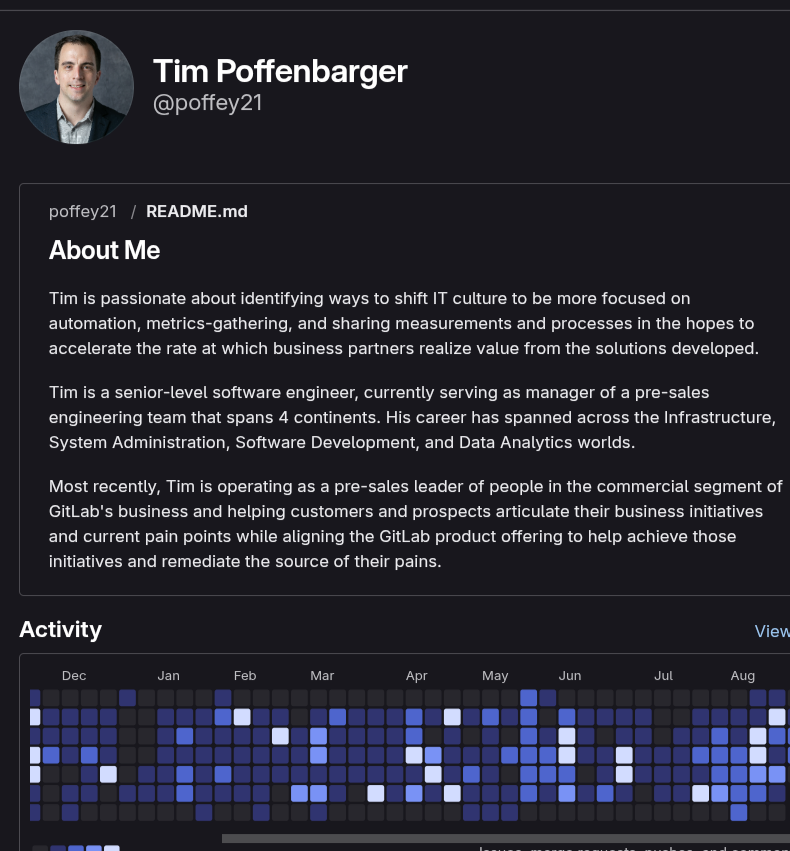 Tim Poffenbarger
@poffey21
poffey21 / README.md
About Me
Tim is passionate about identifying ways to shift IT culture to be more focused on
automation, metrics-gathering, and sharing measurements and processes in the hopes to
accelerate the rate at which business partners realize value from the solutions developed.
Tim is a senior-level software engineer, currently serving as manager of a pre-sales
engineering team that spans 4 continents. His career has spanned across the Infrastructure,
System Administration, Software Development, and Data Analytics worlds.
Most recently, Tim is operating as a pre-sales leader of people in the commercial segment of
GitLab's business and helping customers and prospects articulate their business initiatives
and current pain points while aligning the GitLab product offering to help achieve those
initiatives and remediate the source of their pains.
Activity
View
Dec Jan Feb Mar Apr May Jun Jul Aug
Issues, merge requests, pushes, and